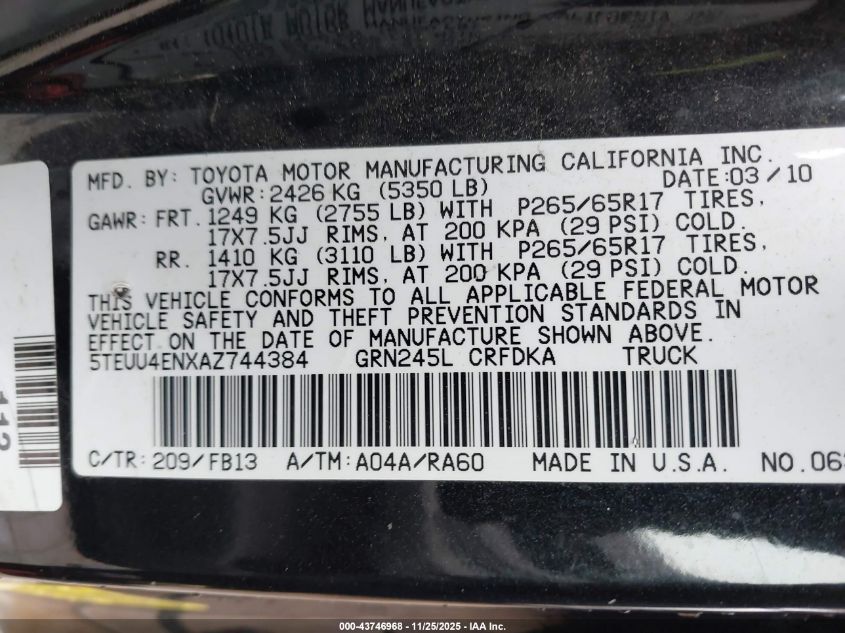 MFD. BY: TOYOTA MOTOR MANUFACTURING CALIFORNIA INC.
GVWR: 2426 KG (5350 LB) DATE: 03/10
GAWR: FRT. 1249 KG (2755 LB) WITH P265/65R17 TIRES,
17X7.5JJ RIMS, AT 200 KPA (29 PSI) COLD.
RR. 1410 KG (3110 LB) WITH P265/65R17 TIRES,
17X7.5JJ RIMS, AT 200 KPA (29 PSI) COLD.
THIS VEHICLE CONFORMS TO ALL APPLICABLE FEDERAL MOTOR
VEHICLE SAFETY AND THEFT PREVENTION STANDARDS IN
EFFECT ON THE DATE OF MANUFACTURE SHOWN ABOVE.
5TEUU4ENXAZ744384 GRN245L CRFDKA TRUCK
C/TR: 209/FB13 A/TM: A04A/RA60 MADE IN U.S.A. NO.
112
000-43746968 - 11/25/2025 - IAA Inc.